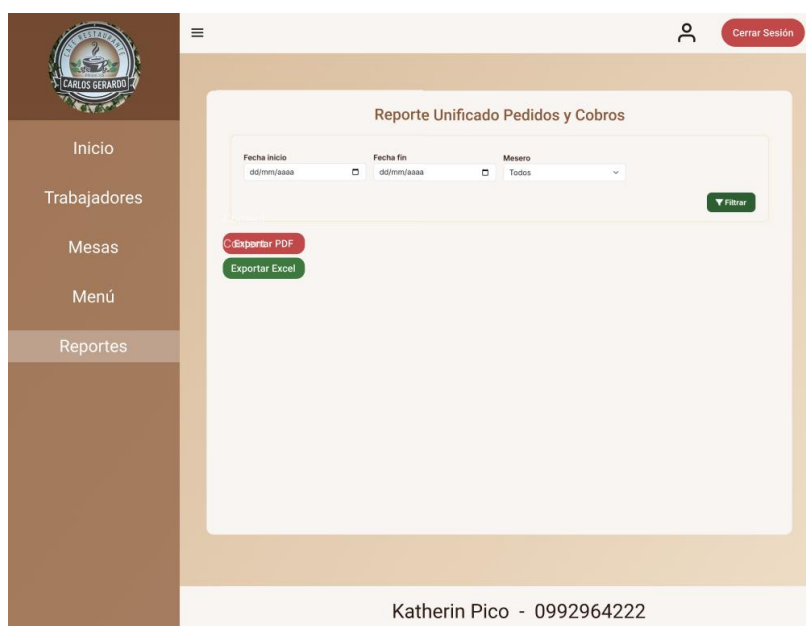 CAFÉ RESTAURANTE
CARLOS GERARDO
Cerrar Sesión
Inicio
Trabajadores
Mesas
Menú
Reportes
Reporte Unificado Pedidos y Cobros
Fecha inicio Fecha fin Mesero
dd/mm/aaaa dd/mm/aaaa Todos
Filtrar
Exportar PDF
Exportar Excel
Katherin Pico - 0992964222